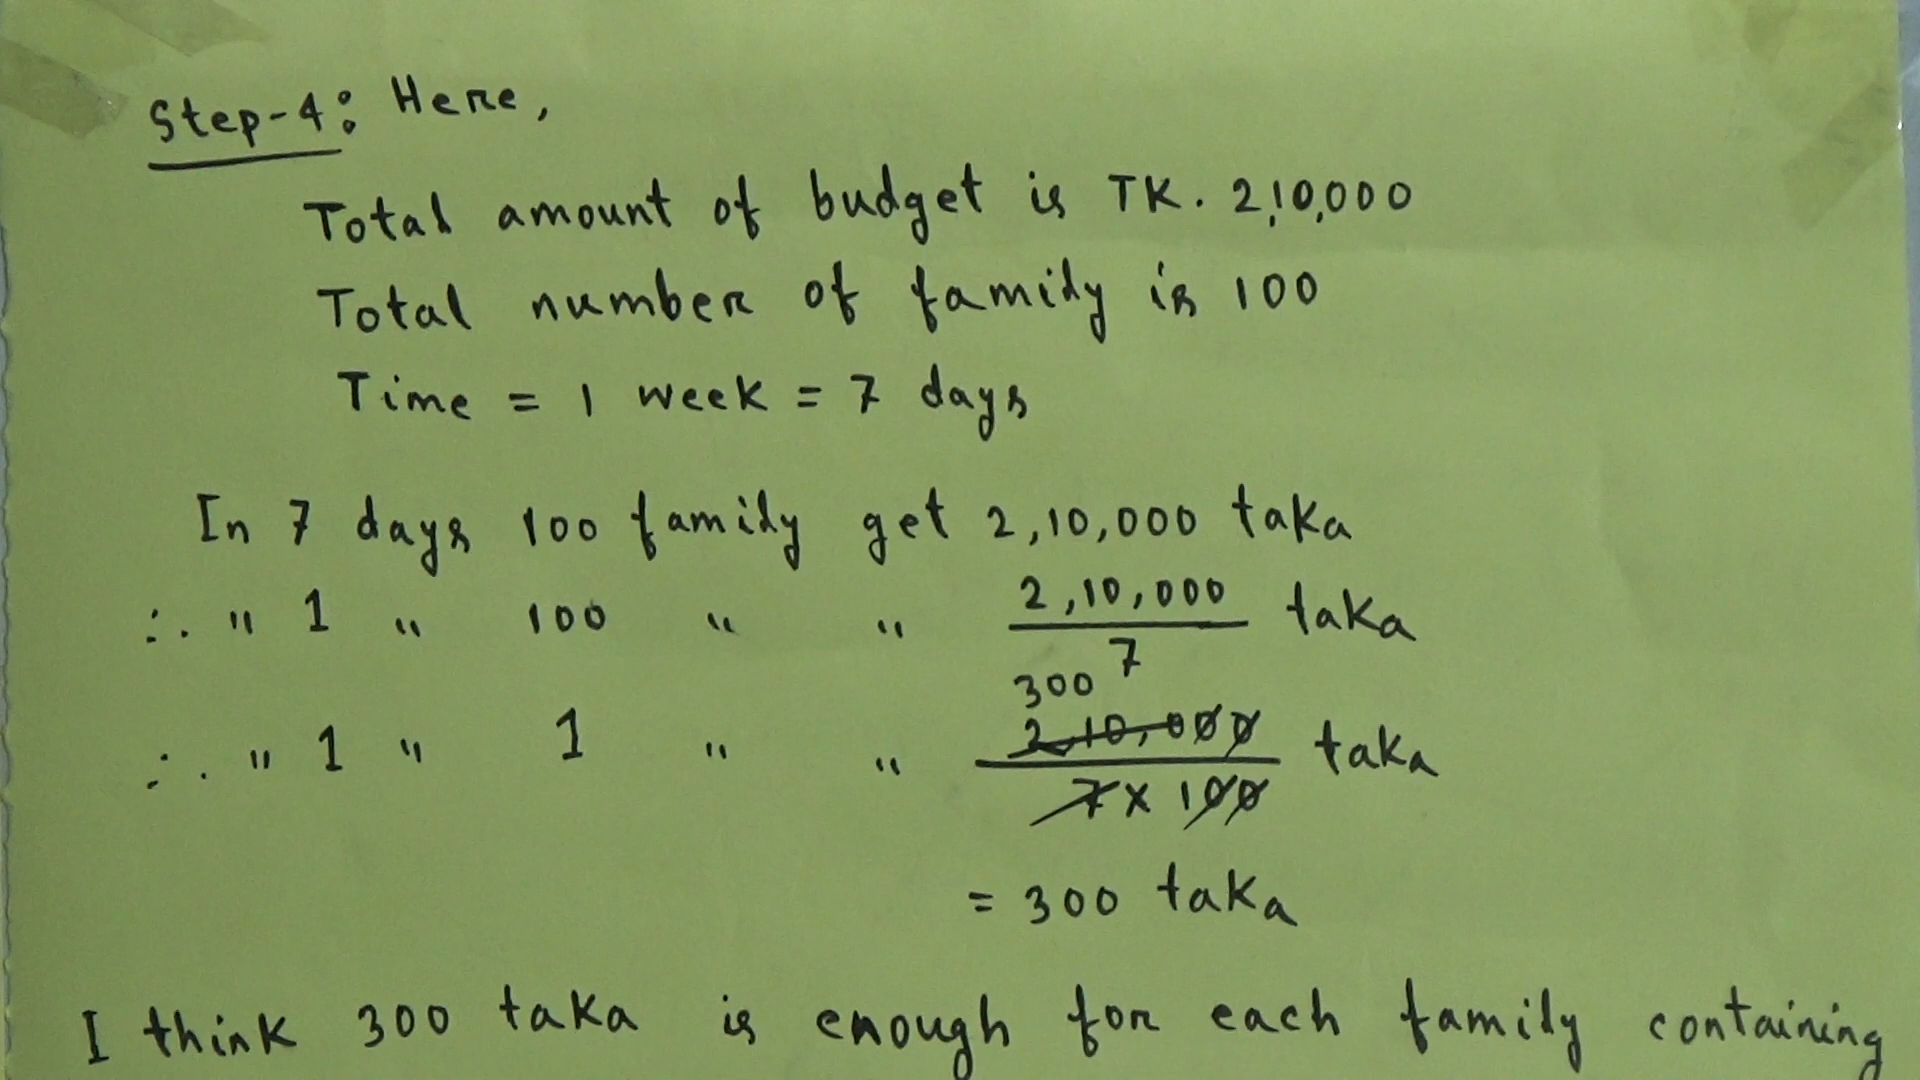 Step-4: Here,
Total amount of budget is TK. 2,10,000
Total number of family is 100
Time = 1 week = 7 days
In 7 days 100 family get 2,10,000 taka
∴ " 1 " 100 " " 2,10,000 taka
7
300
∴ " 1 " 1 " " 2,10,000 taka
7 x 100
= 300 taka
I think 300 taka is enough for each family containing